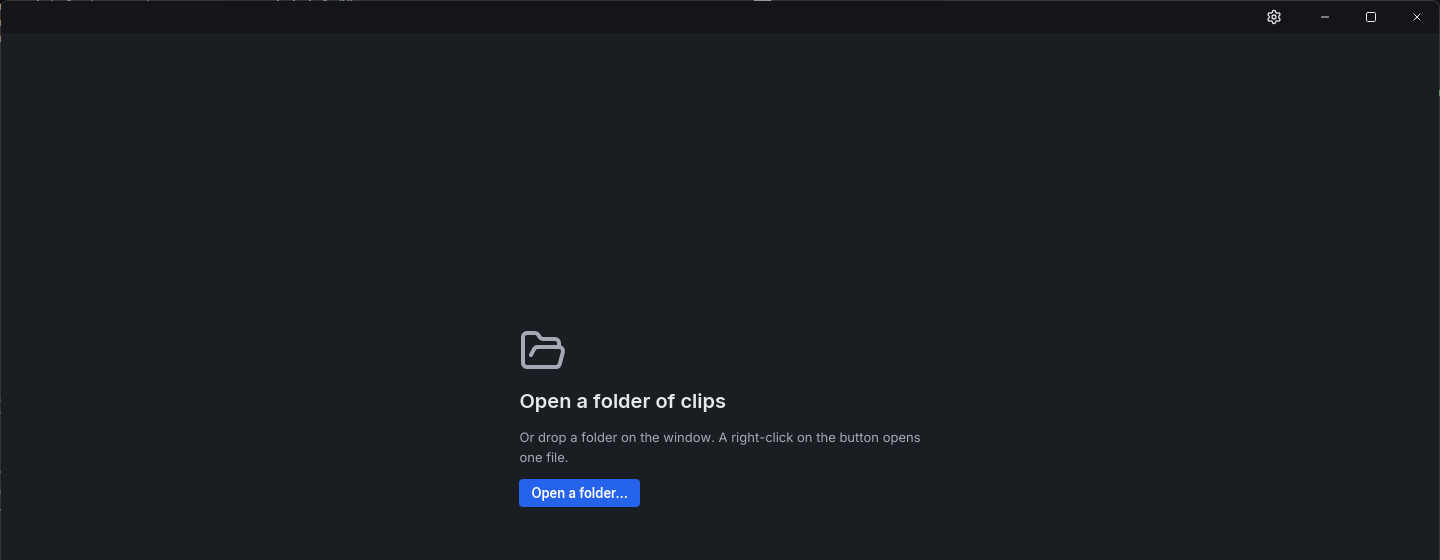 Open a folder of clips
Or drop a folder on the window. A right-click on the button opens
one file.
Open a folder...